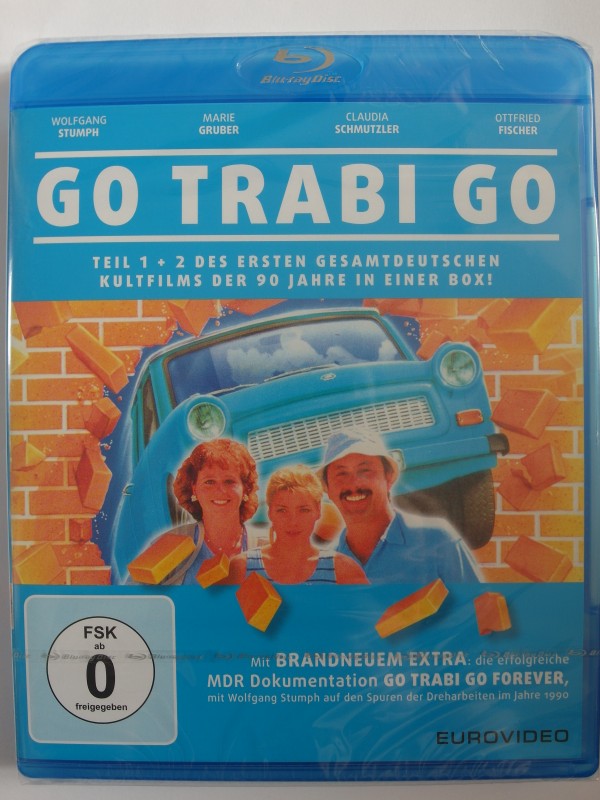 Blu-ray Disc
WOLFGANG
STUMPH
MARIE
GRUBER
CLAUDIA
SCHMUTZLER
OTTFRIED
FISCHER
GO TRABI GO
TEIL 1 + 2 DES ERSTEN GESAMTDEUTSCHEN
KULTFILMS DER 90 JAHRE IN EINER BOX!
FSK
ab
0
freigegeben
Mit BRANDNEUEM EXTRA: die erfolgreiche
MDR Dokumentation GO TRABI GO FOREVER,
mit Wolfgang Stumph auf den Spuren der Dreharbeiten im Jahre 1990
EUROVIDEO